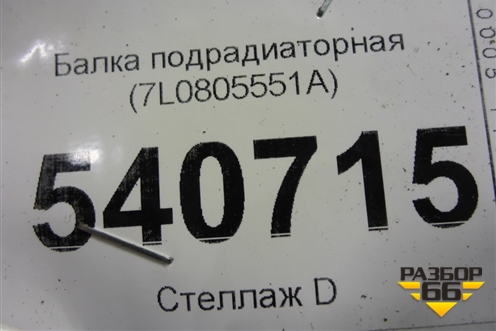 Балка подрадиаторная
(7L0805551A)
540715
Стеллаж D
РАЗБОР
66